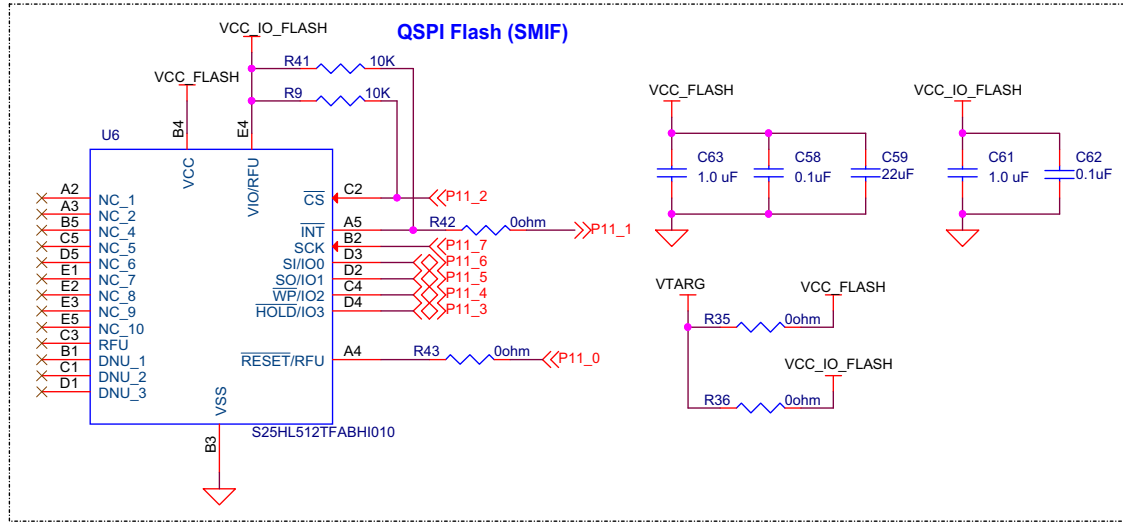 QSPI Flash (SMIF)
VCC_IO_FLASH
R41 10K
VCC_FLASH
R9 10K
U6
B4
E4
VCC
VIO/RFU
A2 NC_1
A3 NC_2
B5 NC_4
C5 NC_5
D5 NC_6
E1 NC_7
E2 NC_8
E3 NC_9
E5 NC_10
C3 RFU
B1 DNU_1
C1 DNU_2
D1 DNU_3
CS C2 P11_2
INT A5 R42 0ohm P11_1
SCK B2 P11_7
SI/IO0 D3 P11_6
SO/IO1 D2 P11_5
WP/IO2 C4 P11_4
HOLD/IO3 D4 P11_3
RESET/RFU A4 R43 0ohm P11_0
VSS
S25HL512TFABHI010
B3
VCC_FLASH
C63
1.0 uF
C58
0.1uF
C59
22uF
VCC_IO_FLASH
C61
1.0 uF
C62
0.1uF
VTARG
VCC_FLASH
R35 0ohm
VCC_IO_FLASH
R36 0ohm